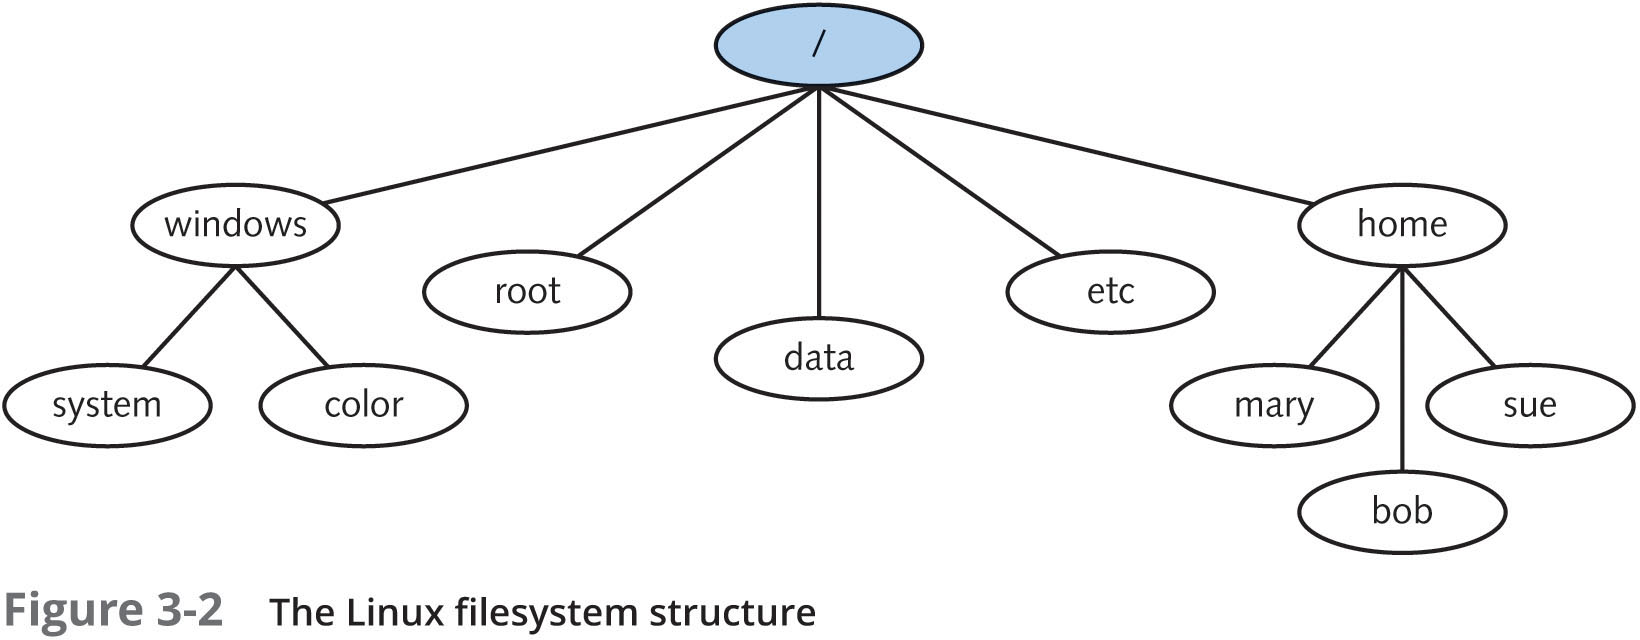 /
windows
home
root
etc
data
system
color
mary
sue
bob
Figure 3-2 The Linux filesystem structure